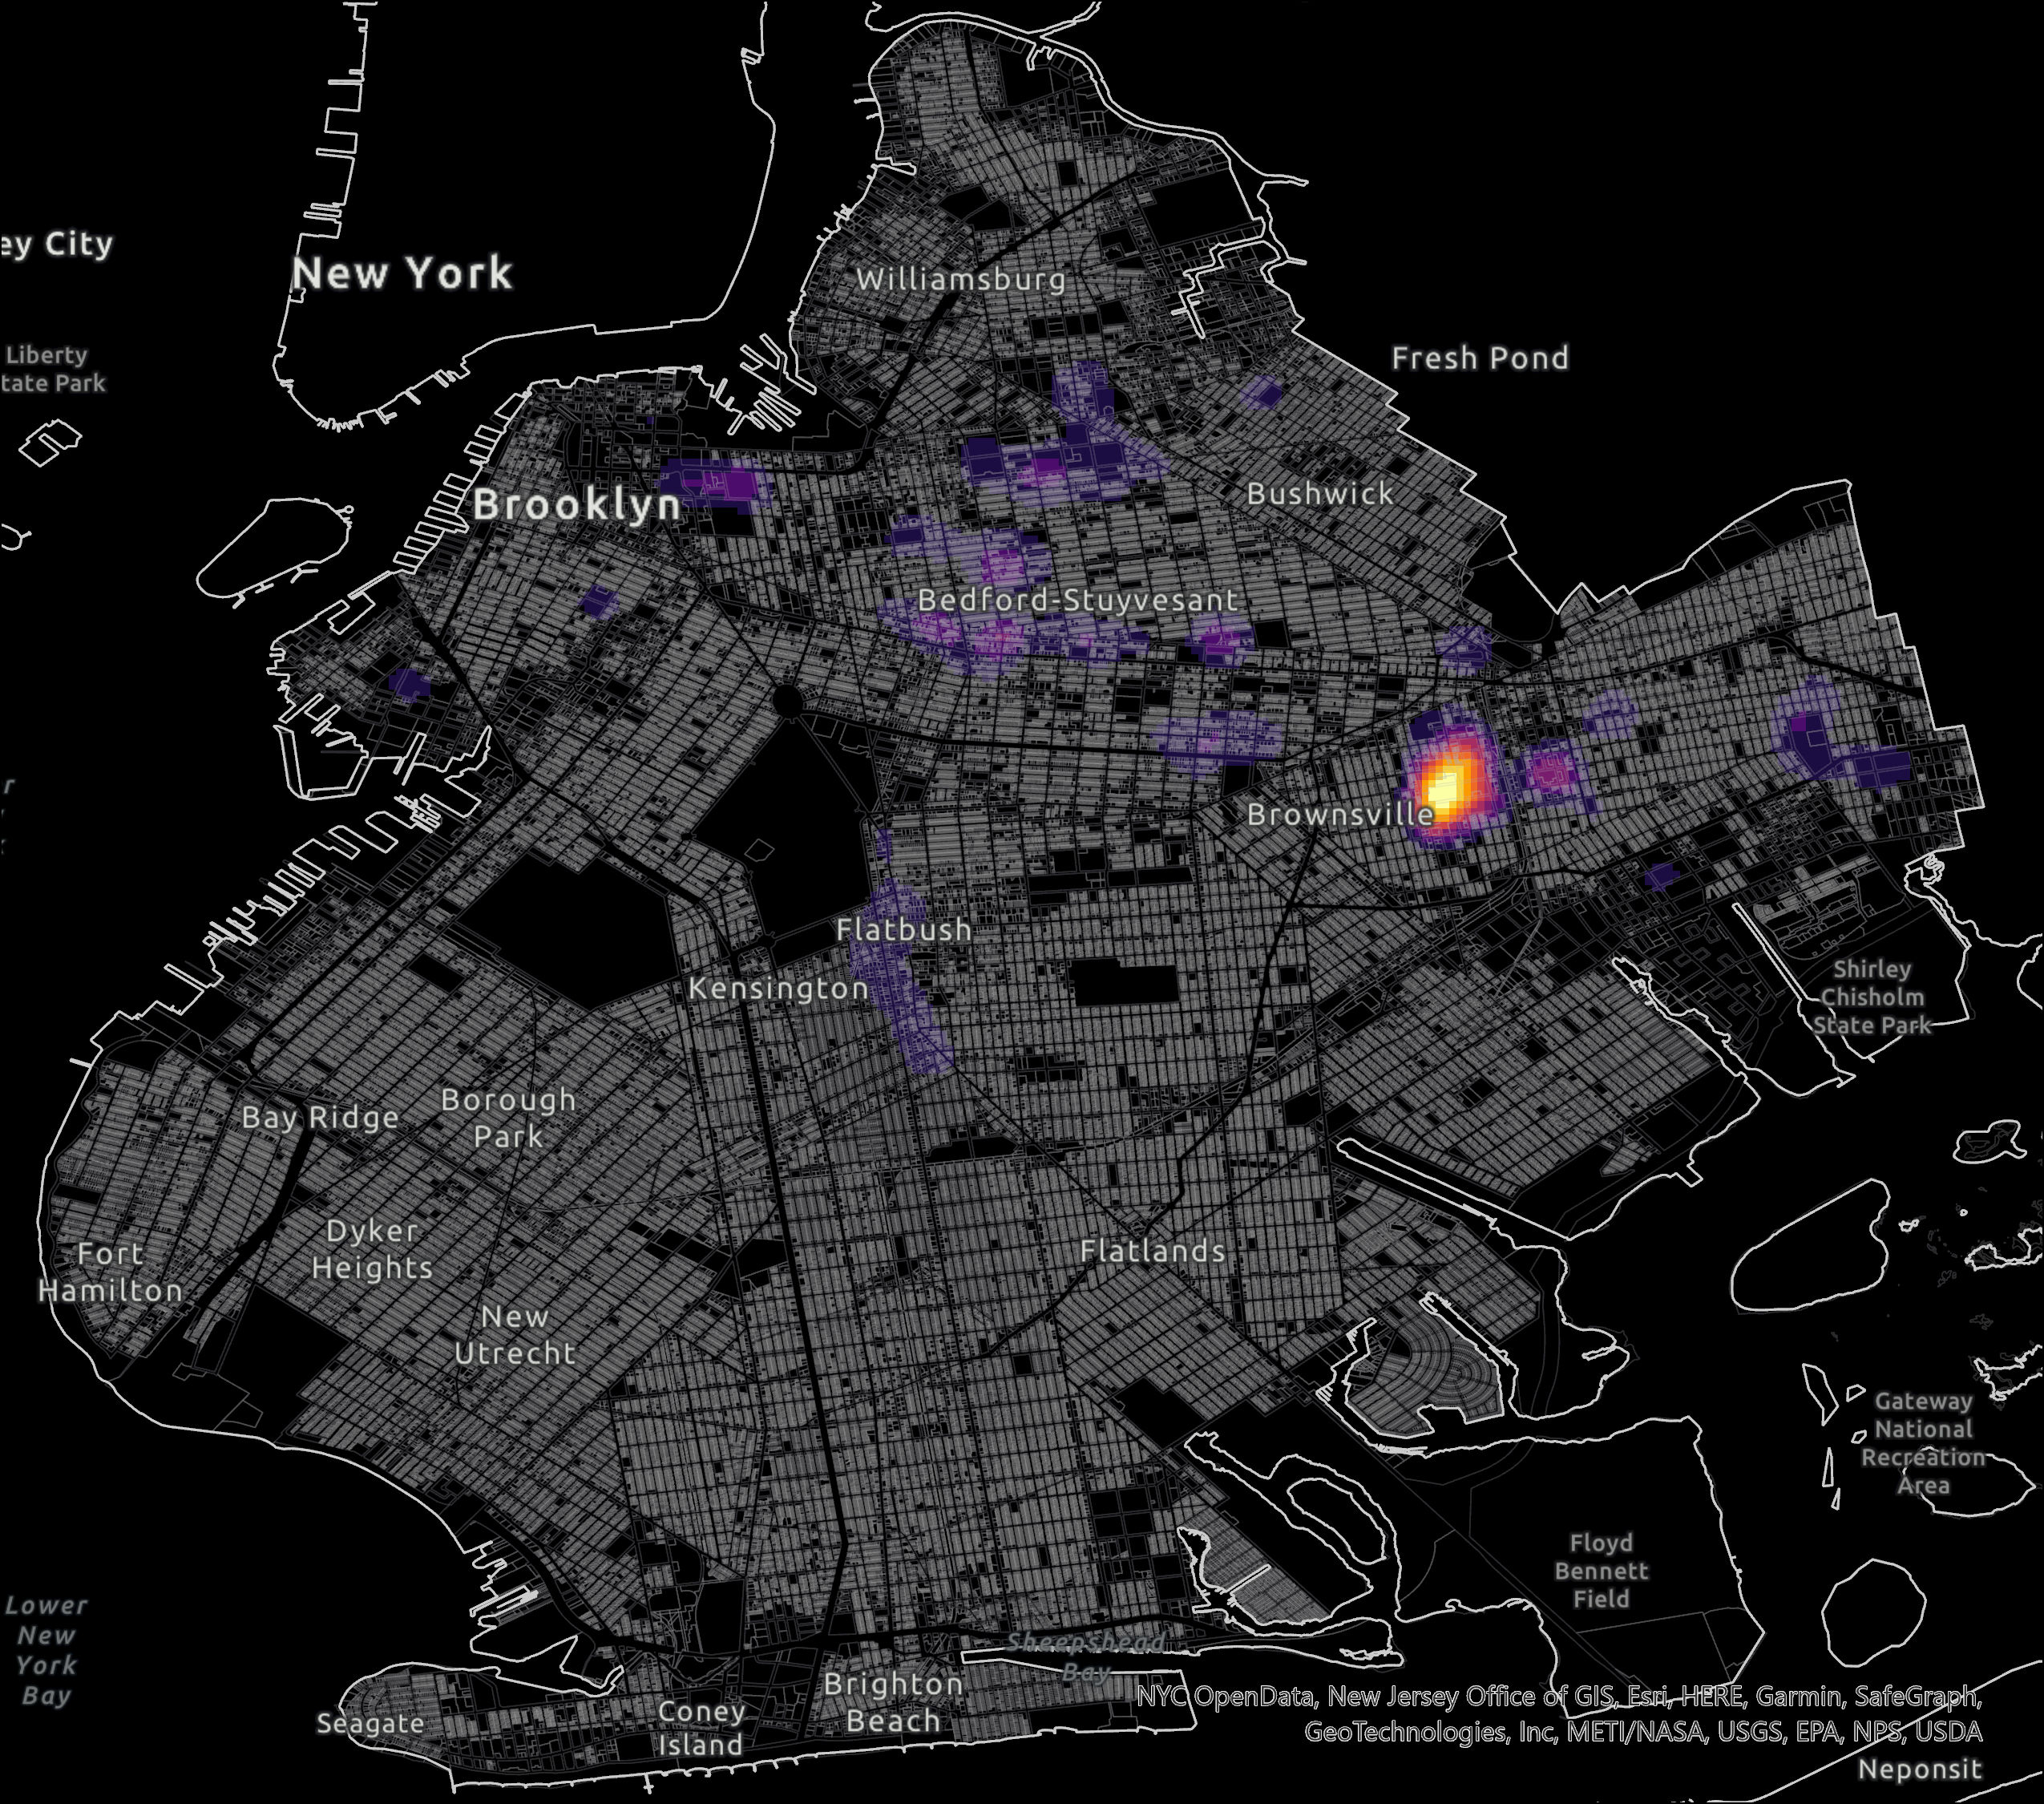 ey City
New York
Williamsburg
Liberty
tate Park
Fresh Pond
Brooklyn
Bushwick
Bedford-Stuyvesant
Brownsville
Flatbush
Kensington
Shirley
Chisholm
State Park
Bay Ridge
Borough
Park
Dyker
Heights
Fort
Hamilton
Flatlands
New
Utrecht
Gateway
National
Recreation
Area
Floyd
Bennett
Field
Lower
New
York
Bay
Sheepshead
Bay
Brighton
Beach
Seagate
Coney
Island
NYC OpenData, New Jersey Office of GIS, Esri, HERE, Garmin, SafeGraph,
GeoTechnologies, Inc, METI/NASA, USGS, EPA, NPS, USDA
Neponsit